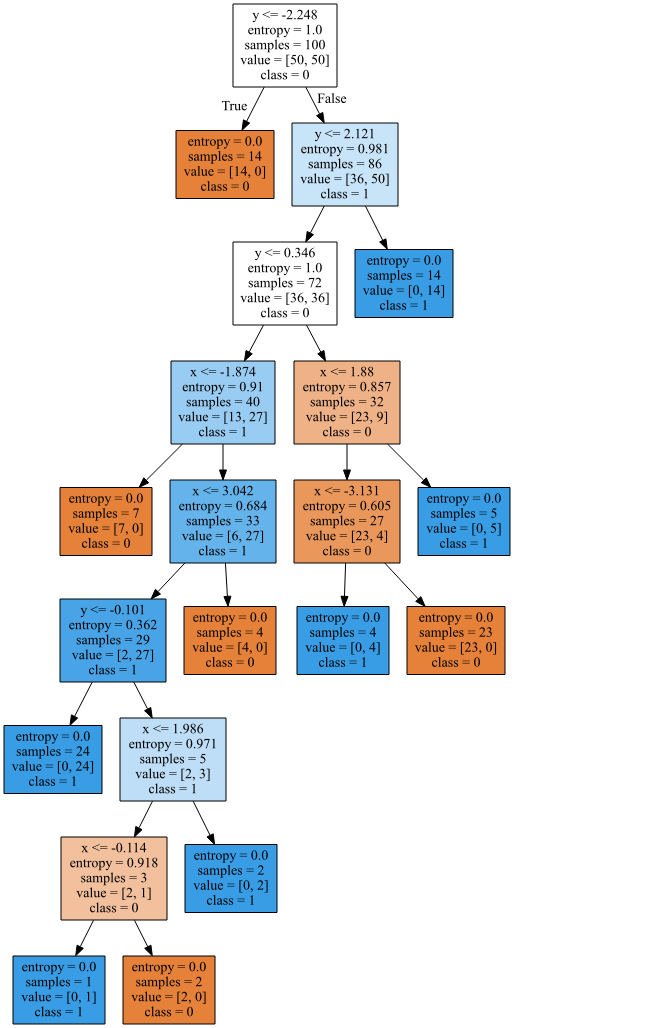 y <= -2.248
entropy = 1.0
samples = 100
value = [50, 50]
class = 0
True
False
entropy = 0.0
samples = 14
value = [14, 0]
class = 0
y <= 2.121
entropy = 0.981
samples = 86
value = [36, 50]
class = 1
y <= 0.346
entropy = 1.0
samples = 72
value = [36, 36]
class = 0
entropy = 0.0
samples = 14
value = [0, 14]
class = 1
x <= -1.874
entropy = 0.91
samples = 40
value = [13, 27]
class = 1
x <= 1.88
entropy = 0.857
samples = 32
value = [23, 9]
class = 0
entropy = 0.0
samples = 7
value = [7, 0]
class = 0
x <= 3.042
entropy = 0.684
samples = 33
value = [6, 27]
class = 1
x <= -3.131
entropy = 0.605
samples = 27
value = [23, 4]
class = 0
entropy = 0.0
samples = 5
value = [0, 5]
class = 1
y <= -0.101
entropy = 0.362
samples = 29
value = [2, 27]
class = 1
entropy = 0.0
samples = 4
value = [4, 0]
class = 0
entropy = 0.0
samples = 4
value = [0, 4]
class = 1
entropy = 0.0
samples = 23
value = [23, 0]
class = 0
entropy = 0.0
samples = 24
value = [0, 24]
class = 1
x <= 1.986
entropy = 0.971
samples = 5
value = [2, 3]
class = 1
x <= -0.114
entropy = 0.918
samples = 3
value = [2, 1]
class = 0
entropy = 0.0
samples = 2
value = [0, 2]
class = 1
entropy = 0.0
samples = 1
value = [0, 1]
class = 1
entropy = 0.0
samples = 2
value = [2, 0]
class = 0